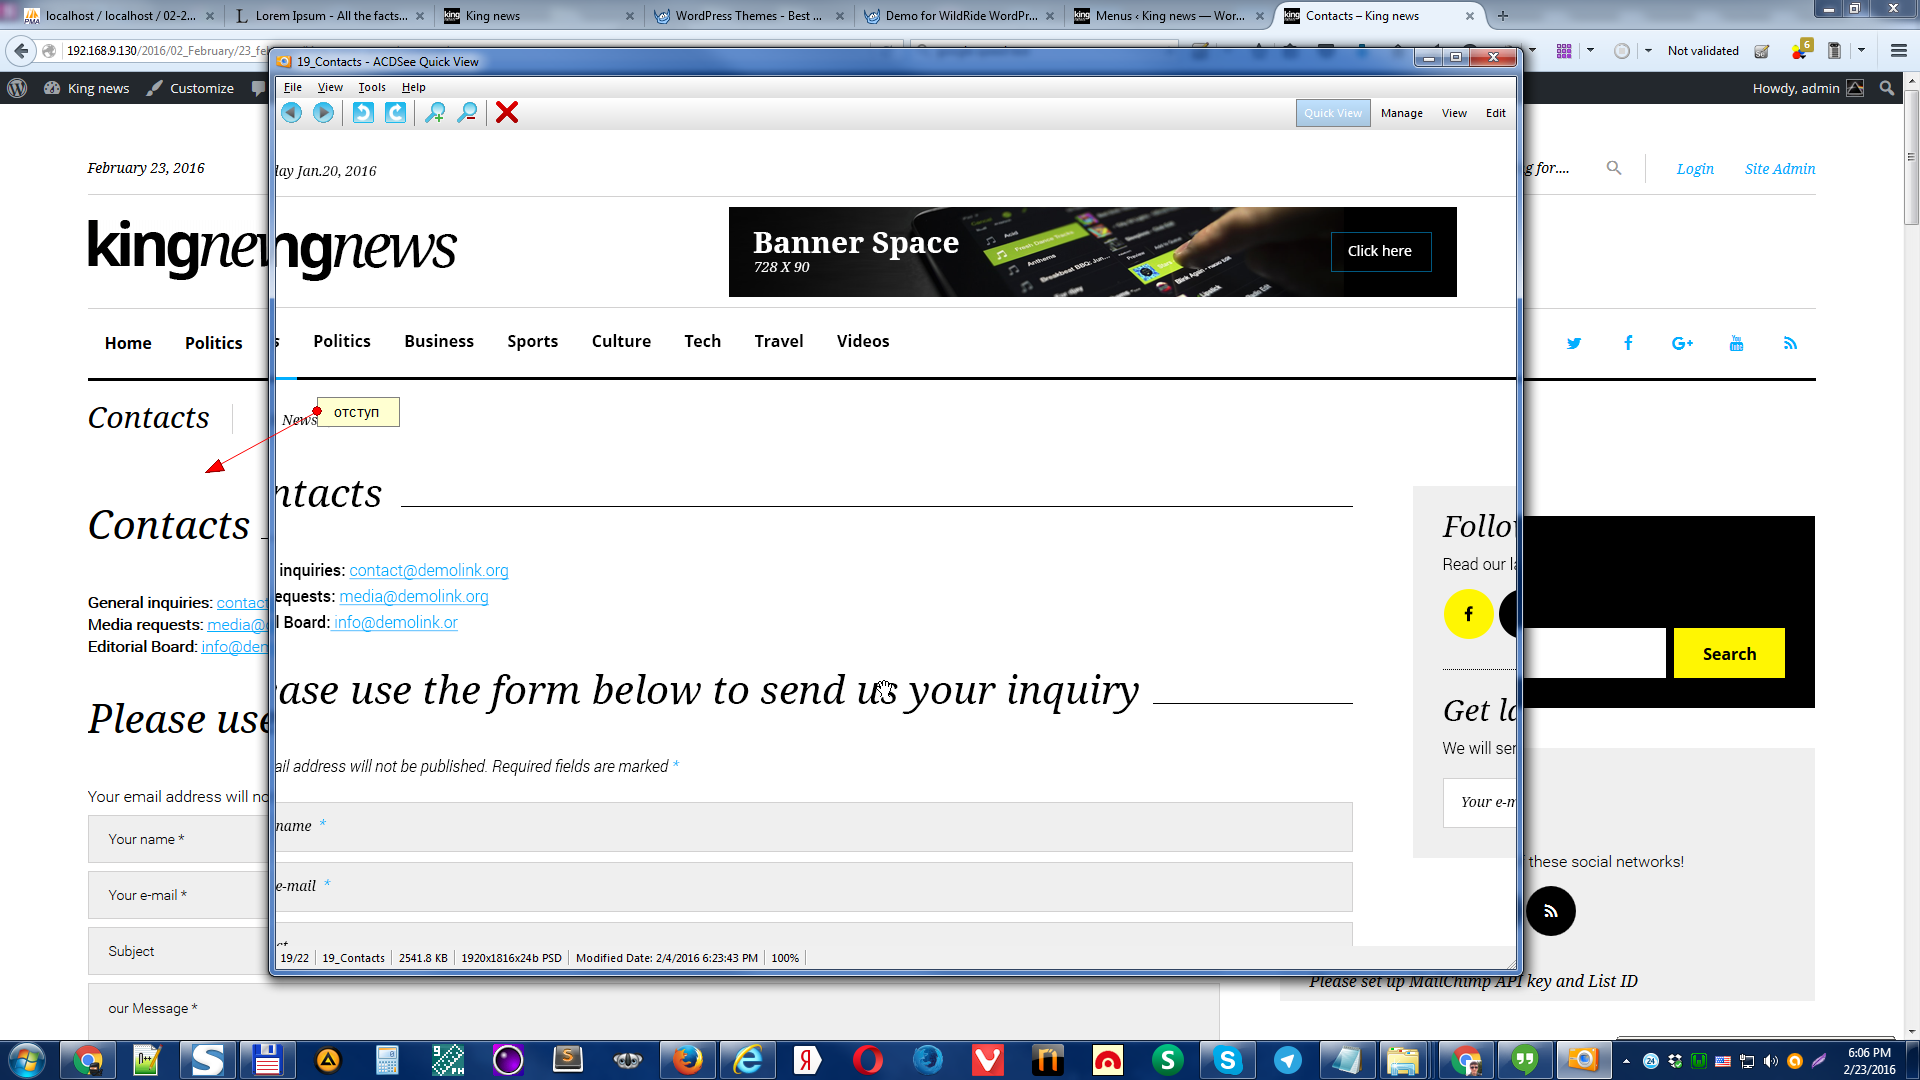 localhost / localhost / 02-2...
Lorem Ipsum - All the facts...
King news
WordPress Themes - Best ...
Demo for WildRide WordPr...
Menus ‹ King news — Wor...
Contacts – King news
192.168.9.130/2016/02_February/23_fe
Not validated
6
King news
Customize
Howdy, admin
19_Contacts - ACDSee Quick View
File View Tools Help
Quick View Manage View Edit
February 23, 2016
day Jan.20, 2016
g for....
Login
Site Admin
kingnew
ngnews
Banner Space
728 X 90
Click here
Home Politics
s Politics Business Sports Culture Tech Travel Videos
Contacts
News
отступ
Contacts
ntacts
General inquiries: contact
Media requests: media@
Editorial Board: info@dem
inquiries: contact@demolink.org
equests: media@demolink.org
l Board: info@demolink.or
Follo
Read our la
Search
Please use
ease use the form below to send us your inquiry
Get la
We will ser
Your e-m
Your email address will no
ail address will not be published. Required fields are marked *
Your name *
name *
Your e-mail *
e-mail *
Subject
our Message *
these social networks!
Please set up MailChimp API key and List ID
19/22 19_Contacts 2541.8 KB 1920x1816x24b PSD Modified Date: 2/4/2016 6:23:43 PM 100%
6:06 PM
2/23/2016